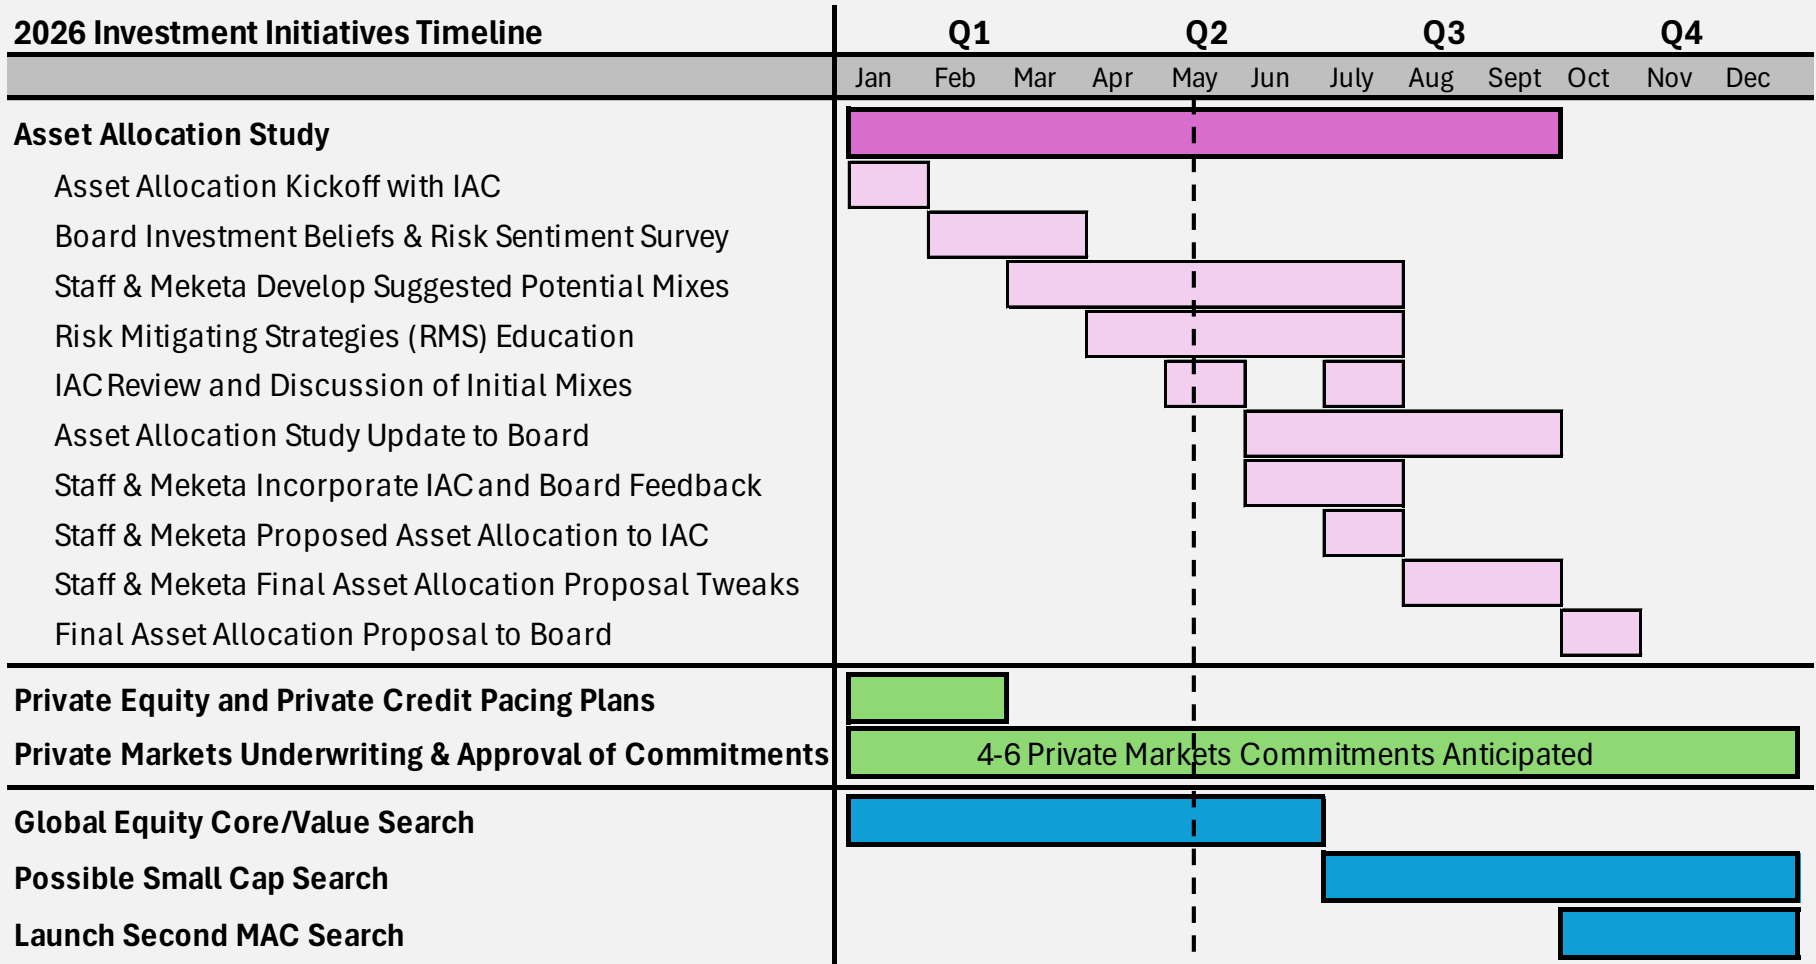 2026 Investment Initiatives Timeline Q1 Q2 Q3 Q4
Jan Feb Mar Apr May Jun July Aug Sept Oct Nov Dec
Asset Allocation Study
Asset Allocation Kickoff with IAC
Board Investment Beliefs & Risk Sentiment Survey
Staff & Meketa Develop Suggested Potential Mixes
Risk Mitigating Strategies (RMS) Education
IAC Review and Discussion of Initial Mixes
Asset Allocation Study Update to Board
Staff & Meketa Incorporate IAC and Board Feedback
Staff & Meketa Proposed Asset Allocation to IAC
Staff & Meketa Final Asset Allocation Proposal Tweaks
Final Asset Allocation Proposal to Board
Private Equity and Private Credit Pacing Plans
Private Markets Underwriting & Approval of Commitments 4-6 Private Markets Commitments Anticipated
Global Equity Core/Value Search
Possible Small Cap Search
Launch Second MAC Search